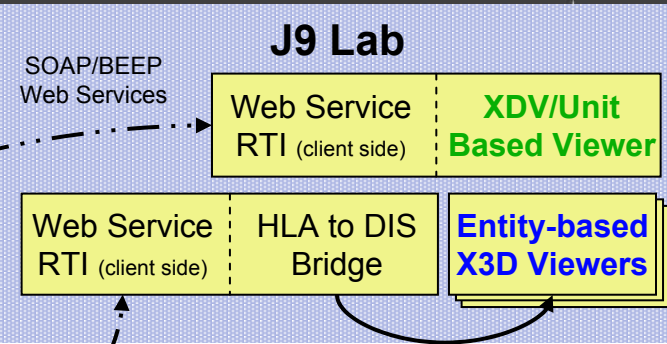 J9 Lab
SOAP/BEEP
Web Services
Web Service
RTI (client side)
XDV/Unit
Based Viewer
Web Service
RTI (client side)
HLA to DIS
Bridge
Entity-based
X3D Viewers